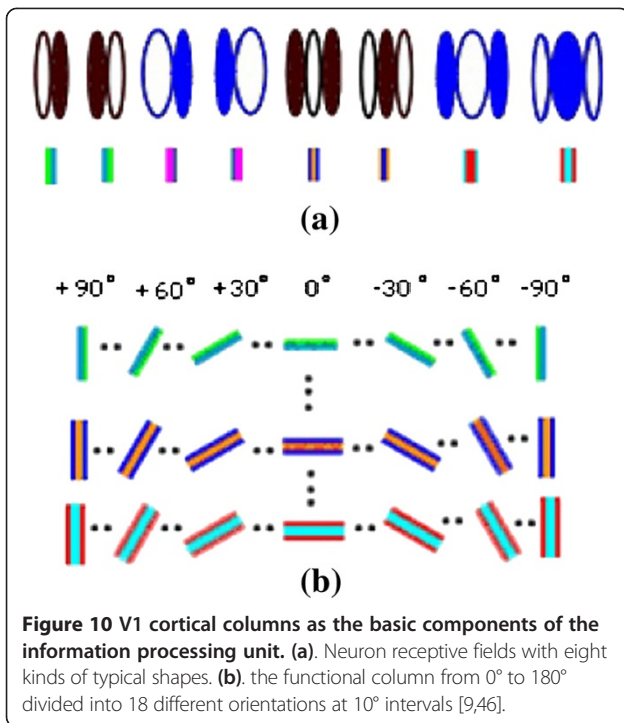 (a)
+90° +60° +30° 0° -30° -60° -90°
(b)
Figure 10 V1 cortical columns as the basic components of the
information processing unit. (a). Neuron receptive fields with eight
kinds of typical shapes. (b). the functional column from 0° to 180°
divided into 18 different orientations at 10° intervals [9,46].